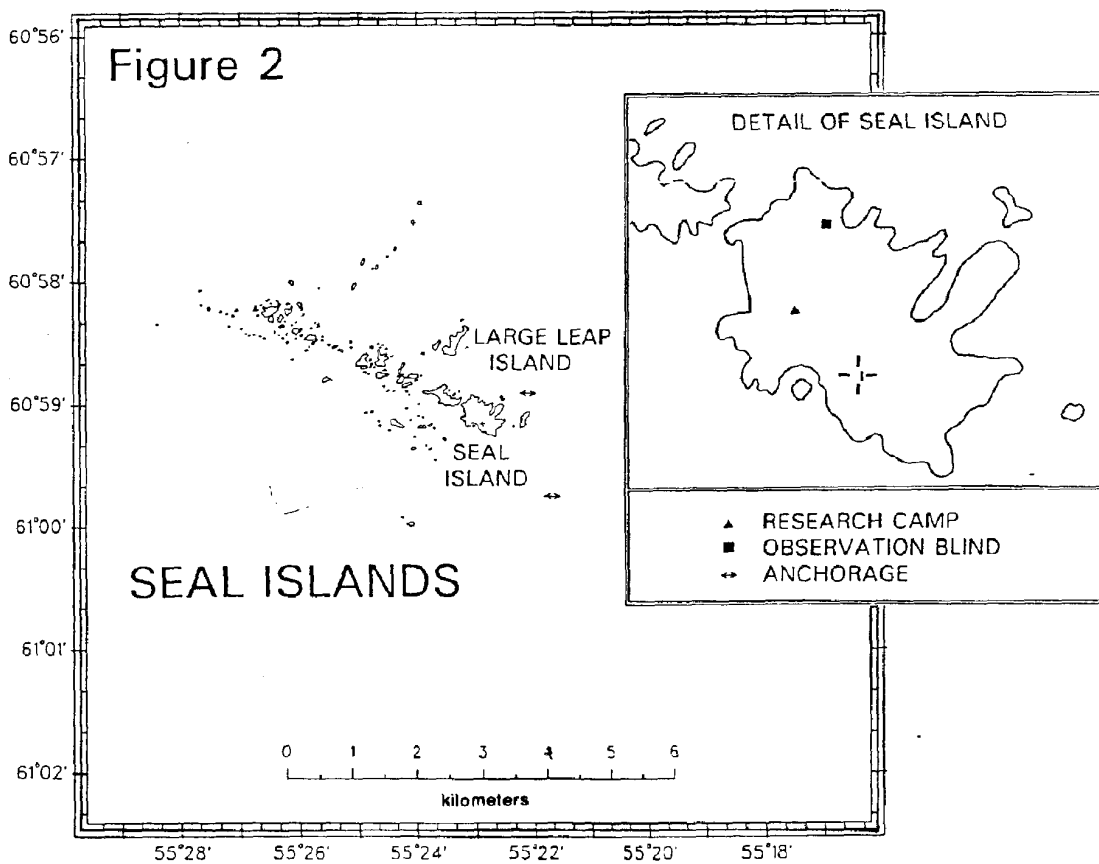 Figure 2
60°56'
60°57'
60°58'
60°59'
61°00'
61°01'
61°02'
LARGE LEAP
ISLAND
SEAL
ISLAND
SEAL ISLANDS
0 1 2 3 4 5 6
kilometers
55°28' 55°26' 55°24' 55°22' 55°20' 55°18'
DETAIL OF SEAL ISLAND
RESEARCH CAMP
OBSERVATION BLIND
ANCHORAGE